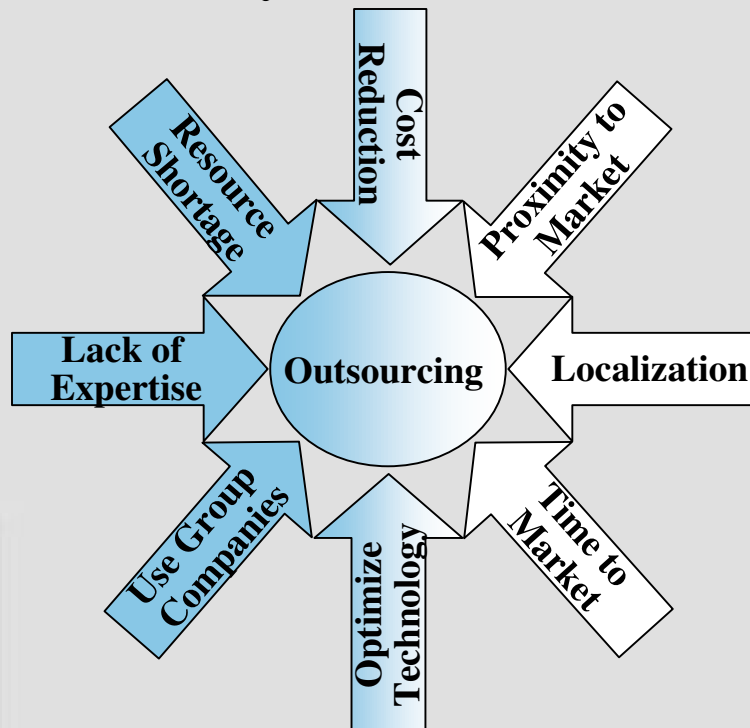 Cost
Reduction
Resource
Shortage
Proximity to
Market
Lack of
Expertise
Outsourcing
Localization
Use Group
Companies
Optimize
Technology
Time to
Market